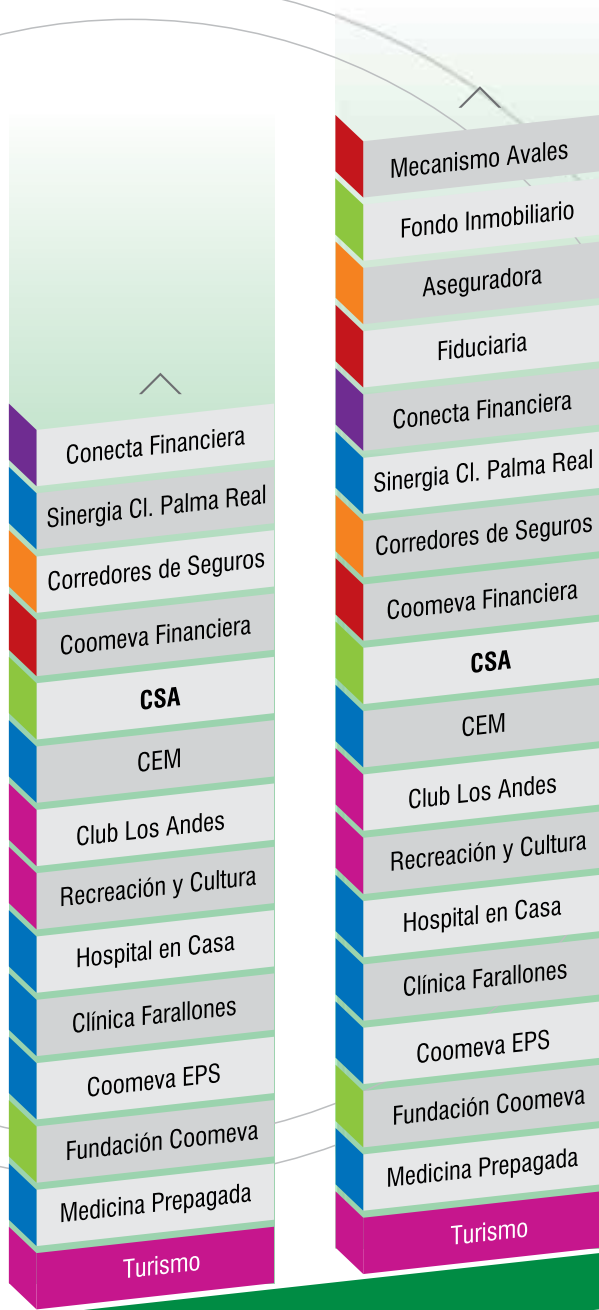 Conecta Financiera
Sinergia Cl. Palma Real
Corredores de Seguros
Coomeva Financiera
CSA
CEM
Club Los Andes
Recreación y Cultura
Hospital en Casa
Clínica Farallones
Coomeva EPS
Fundación Coomeva
Medicina Prepagada
Turismo
Mecanismo Avales
Fondo Inmobiliario
Aseguradora
Fiduciaria
Conecta Financiera
Sinergia Cl. Palma Real
Corredores de Seguros
Coomeva Financiera
CSA
CEM
Club Los Andes
Recreación y Cultura
Hospital en Casa
Clínica Farallones
Coomeva EPS
Fundación Coomeva
Medicina Prepagada
Turismo